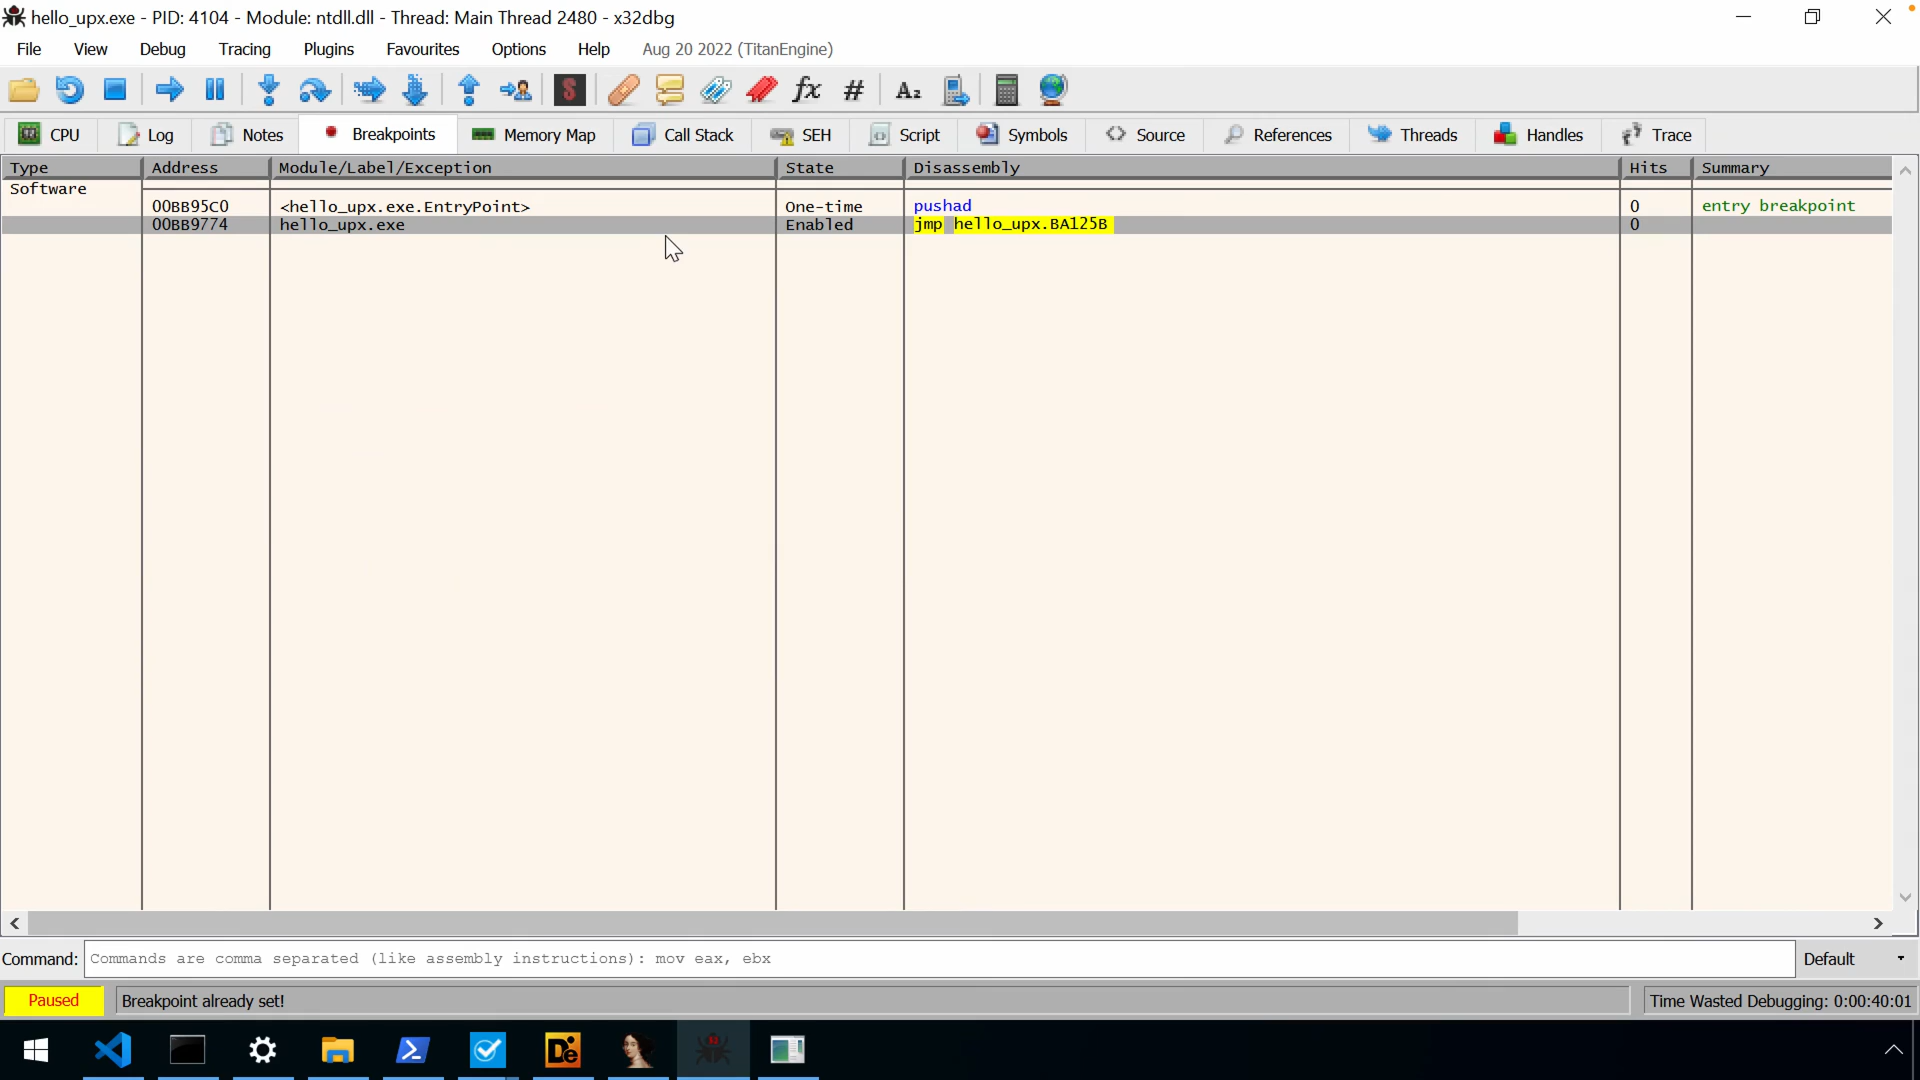 hello_upx.exe - PID: 4104 - Module: ntdll.dll - Thread: Main Thread 2480 - x32dbg
File View Debug Tracing Plugins Favourites Options Help Aug 20 2022 (TitanEngine)
S fx # Az
CPU Log Notes Breakpoints Memory Map Call Stack SEH Script Symbols Source References Threads Handles Trace
Type Address Module/Label/Exception State Disassembly Hits Summary
Software
00BB95C0 <hello_upx.exe.EntryPoint> One-time pushad 0 entry breakpoint
00BB9774 hello_upx.exe Enabled jmp hello_upx.BA125B 0
Command: Commands are comma separated (like assembly instructions): mov eax, ebx Default
Paused Breakpoint already set! Time Wasted Debugging: 0:00:40:01
De